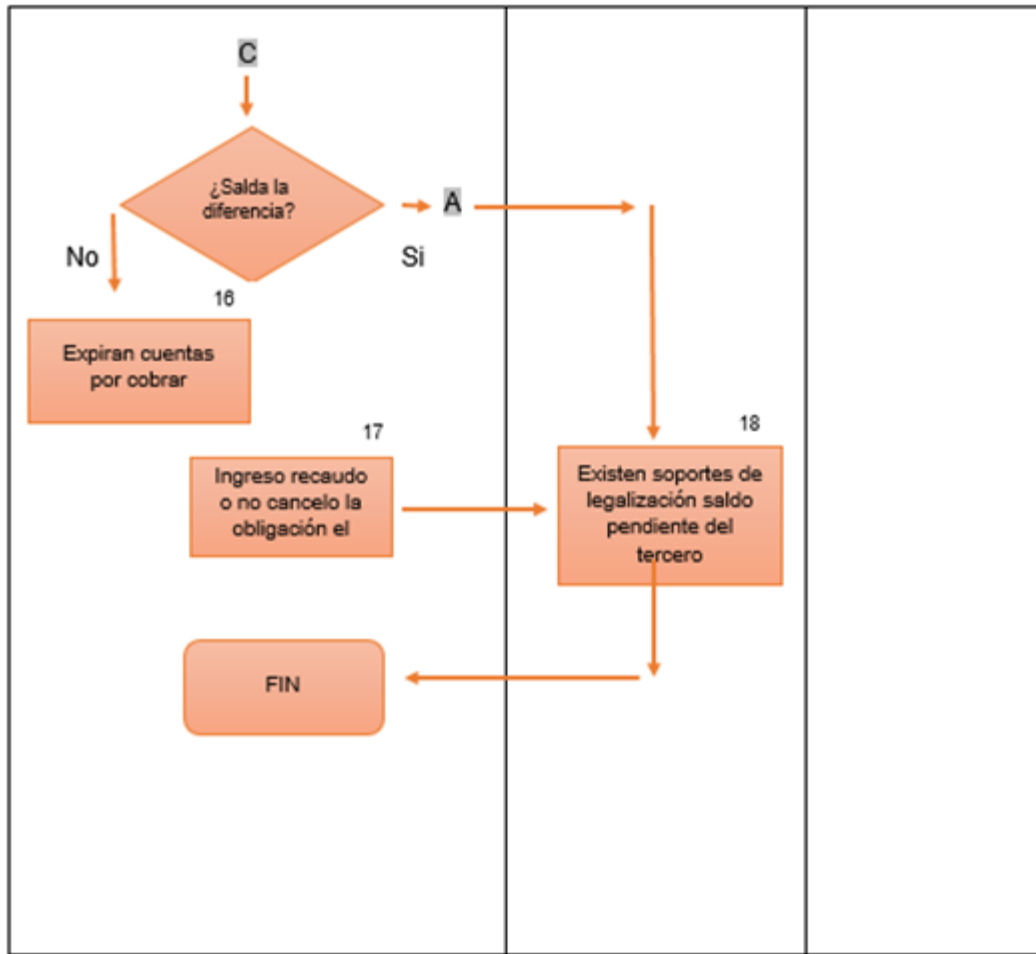 C
¿Salda la
diferencia?
A
No
Si
16
Expiran cuentas
por cobrar
17
Ingreso recaudo
o no cancelo la
obligación el
18
Existen soportes de
legalización saldo
pendiente del
tercero
FIN